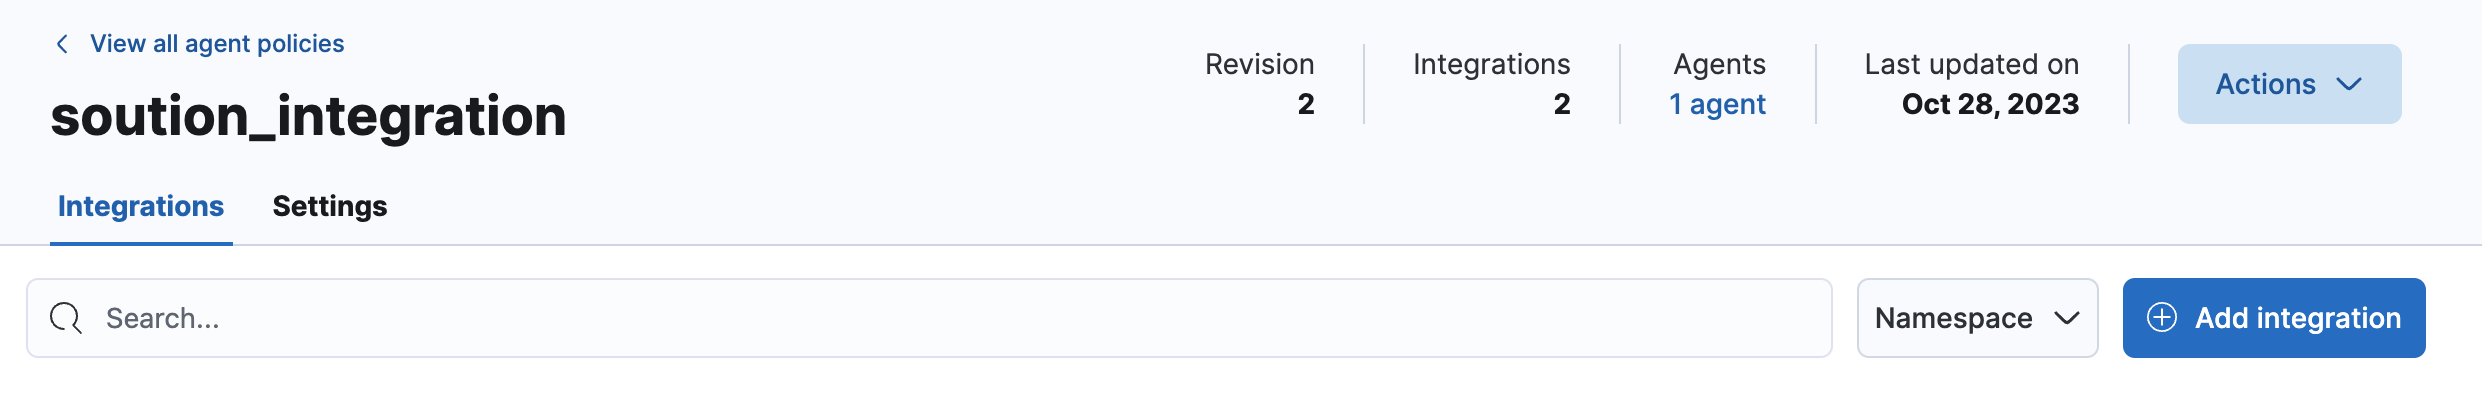 View all agent policies
soution_integration
Revision
2
Integrations
2
Agents
1 agent
Last updated on
Oct 28, 2023
Actions
Integrations
Settings
Search...
Namespace
Add integration